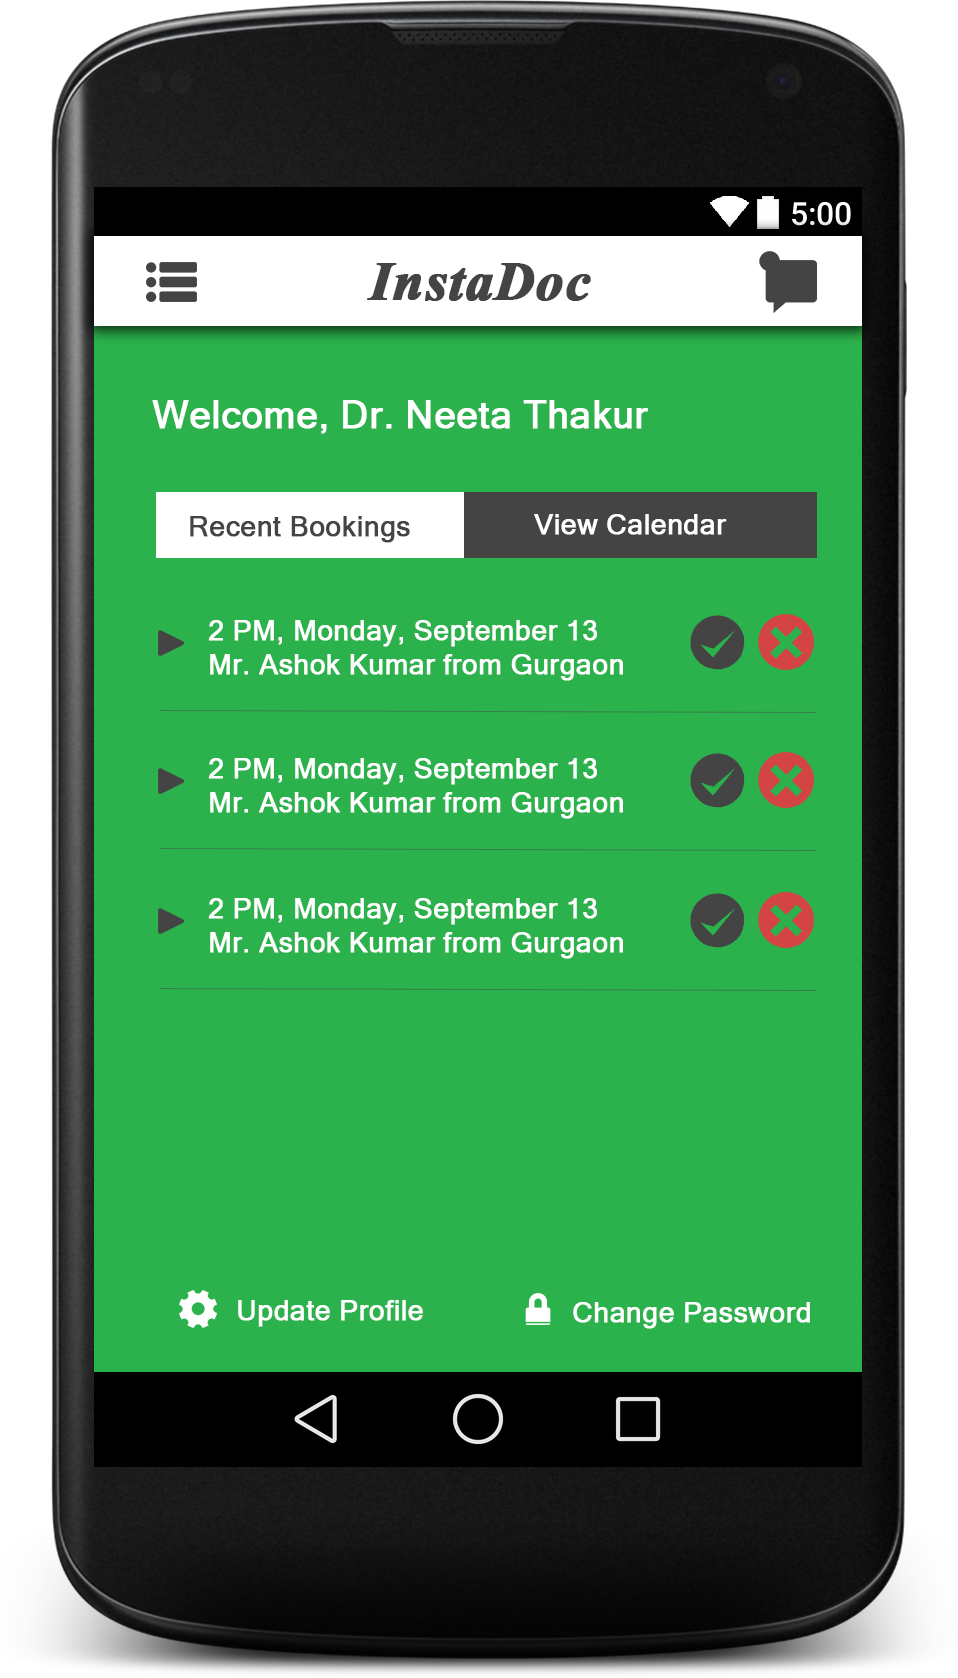 5:00
InstaDoc
Welcome, Dr. Neeta Thakur
Recent Bookings
View Calendar
2 PM, Monday, September 13
Mr. Ashok Kumar from Gurgaon
2 PM, Monday, September 13
Mr. Ashok Kumar from Gurgaon
2 PM, Monday, September 13
Mr. Ashok Kumar from Gurgaon
Update Profile
Change Password